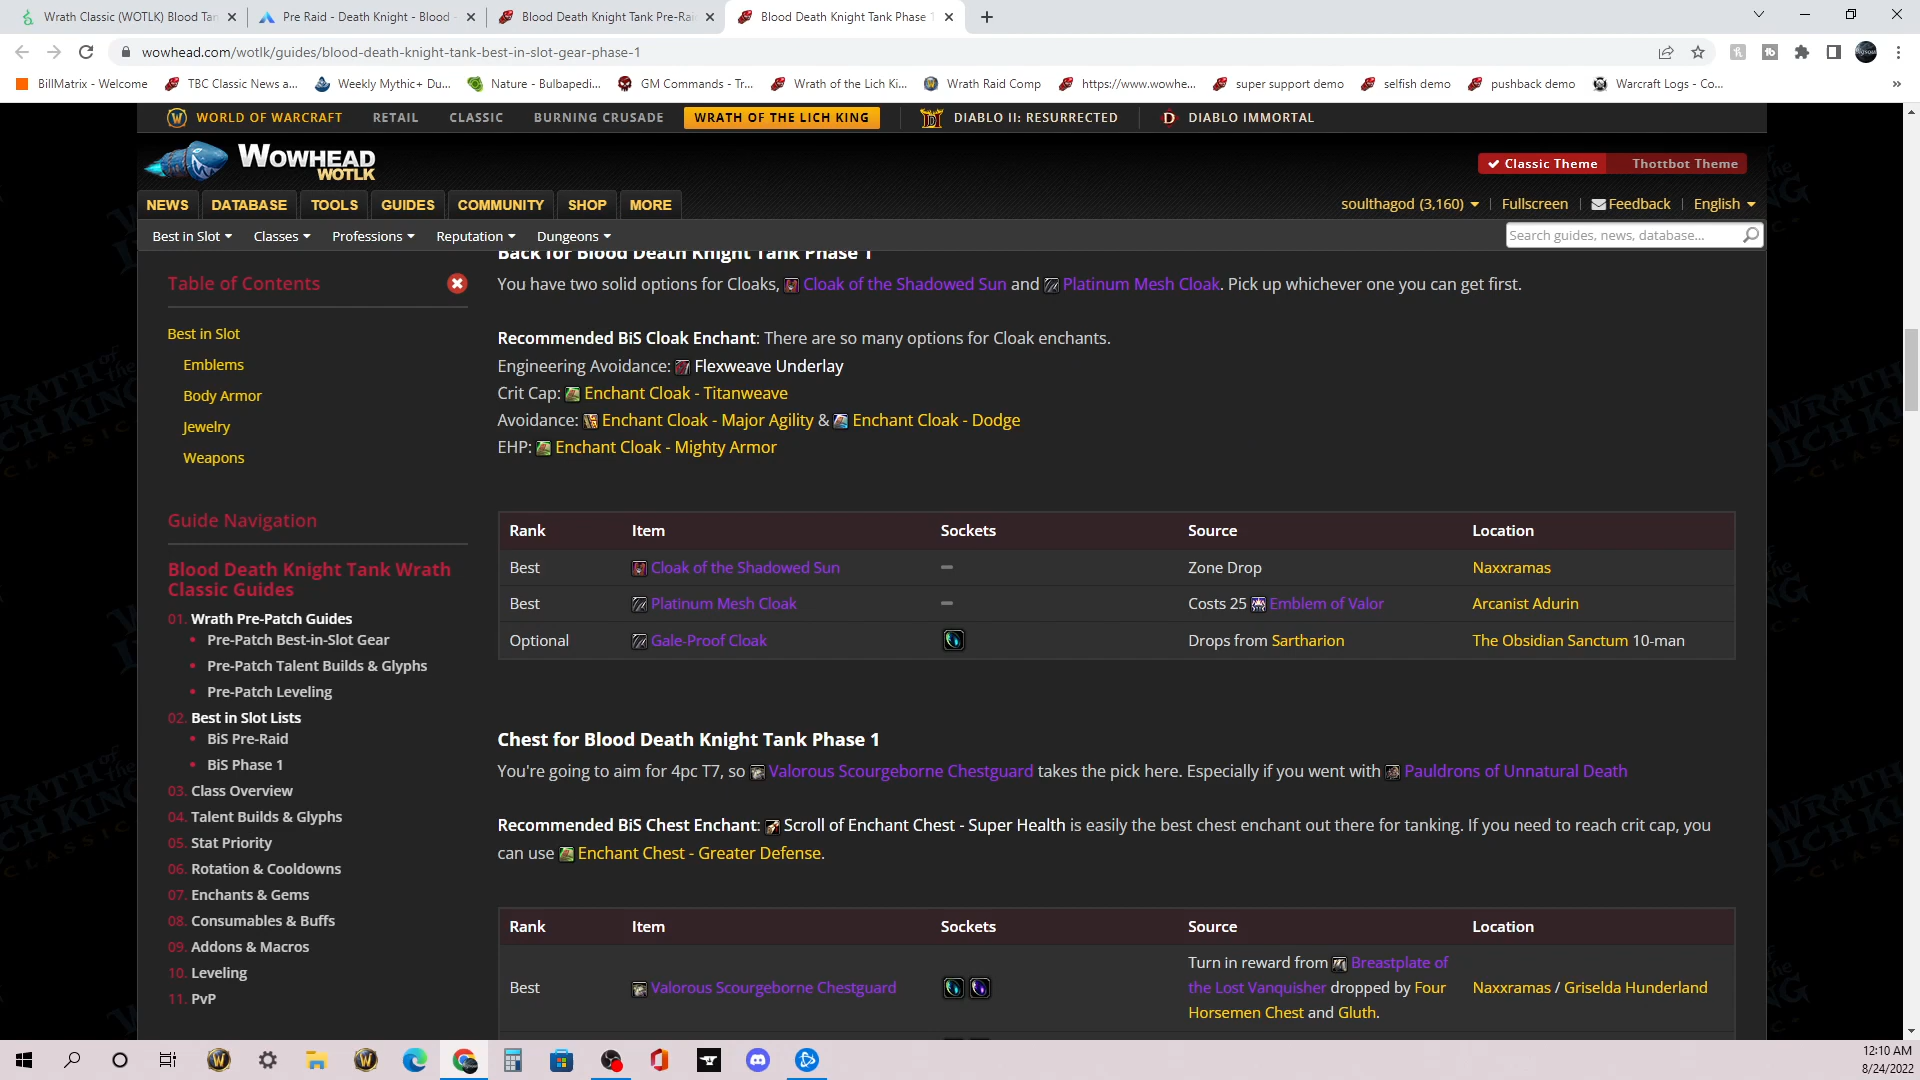 Wrath Classic (WOTLK) Blood Tan
Pre Raid - Death Knight - Blood
Blood Death Knight Tank Pre-Rai
Blood Death Knight Tank Phase 1
wowhead.com/wotlk/guides/blood-death-knight-tank-best-in-slot-gear-phase-1
BillMatrix - Welcome
TBC Classic News a...
Weekly Mythic+ Du...
Nature - Bulbapedi...
GM Commands - Tr...
Wrath of the Lich Ki...
Wrath Raid Comp
https://www.wowhe...
super support demo
selfish demo
pushback demo
Warcraft Logs - Co...
WORLD OF WARCRAFT
RETAIL
CLASSIC
BURNING CRUSADE
WRATH OF THE LICH KING
DIABLO II: RESURRECTED
DIABLO IMMORTAL
WOWHEAD
WOTLK
Classic Theme
Thottbot Theme
NEWS
DATABASE
TOOLS
GUIDES
COMMUNITY
SHOP
MORE
soulthagod (3,160)
Fullscreen
Feedback
English
Best in Slot
Classes
Professions
Reputation
Dungeons
Search guides, news, database...
Table of Contents
Best in Slot
Emblems
Body Armor
Jewelry
Weapons
Guide Navigation
Blood Death Knight Tank Wrath
Classic Guides
01. Wrath Pre-Patch Guides
Pre-Patch Best-in-Slot Gear
Pre-Patch Talent Builds & Glyphs
Pre-Patch Leveling
02. Best in Slot Lists
BiS Pre-Raid
BiS Phase 1
03. Class Overview
04. Talent Builds & Glyphs
05. Stat Priority
06. Rotation & Cooldowns
07. Enchants & Gems
08. Consumables & Buffs
09. Addons & Macros
10. Leveling
11. PvP
Back for Blood Death Knight Tank Phase 1
You have two solid options for Cloaks, Cloak of the Shadowed Sun and Platinum Mesh Cloak. Pick up whichever one you can get first.
Recommended BiS Cloak Enchant: There are so many options for Cloak enchants.
Engineering Avoidance: Flexweave Underlay
Crit Cap: Enchant Cloak - Titanweave
Avoidance: Enchant Cloak - Major Agility & Enchant Cloak - Dodge
EHP: Enchant Cloak - Mighty Armor
Rank Item Sockets Source Location
Best Cloak of the Shadowed Sun – Zone Drop Naxxramas
Best Platinum Mesh Cloak – Costs 25 Emblem of Valor Arcanist Adurin
Optional Gale-Proof Cloak Drops from Sartharion The Obsidian Sanctum 10-man
Chest for Blood Death Knight Tank Phase 1
You're going to aim for 4pc T7, so Valorous Scourgeborne Chestguard takes the pick here. Especially if you went with Pauldrons of Unnatural Death
Recommended BiS Chest Enchant: Scroll of Enchant Chest - Super Health is easily the best chest enchant out there for tanking. If you need to reach crit cap, you
can use Enchant Chest - Greater Defense.
Rank Item Sockets Source Location
Turn in reward from Breastplate of
Best Valorous Scourgeborne Chestguard the Lost Vanquisher dropped by Four Naxxramas / Griselda Hunderland
Horsemen Chest and Gluth.
12:10 AM
8/24/2022